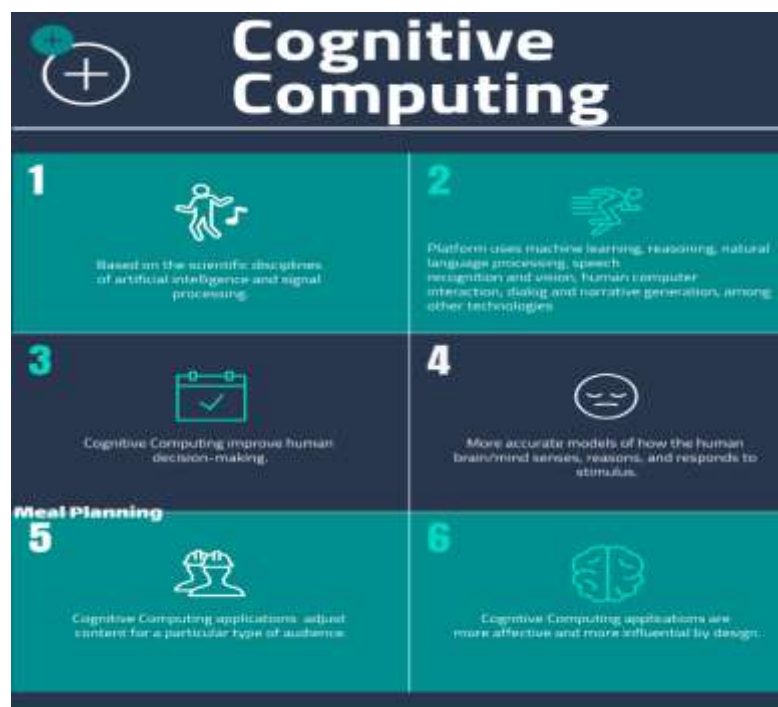 Cognitive
Computing
1
Based on the scientific disciplines
of artificial intelligence and signal
processing.
2
Platform uses machine learning, reasoning, natural
language processing, speech
recognition and vision, human computer
interaction, dialog and narrative generation, among
other technologies
3
Cognitive Computing improve human
decision-making.
4
More accurate models of how the human
brain/mind senses, reasons, and responds to
stimulus.
Meal Planning
5
Cognitive Computing applications adjust
content for a particular type of audience.
6
Cognitive Computing applications are
more affective and more influential by design.